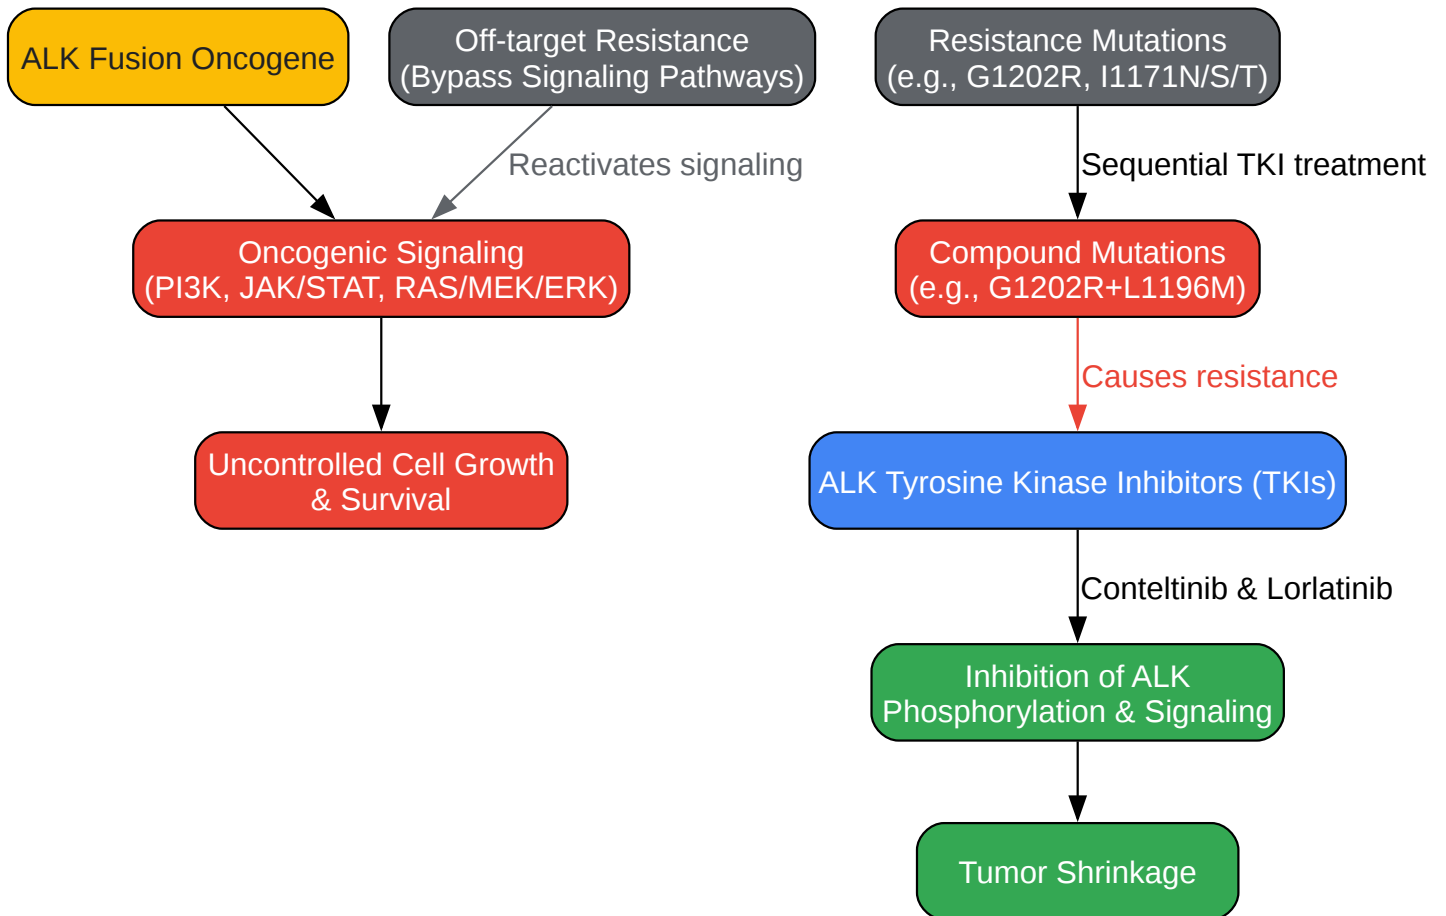 ALK Fusion Oncogene
Off-target Resistance
(Bypass Signaling Pathways)
Resistance Mutations
(e.g., G1202R, I1171N/S/T)
Reactivates signaling
Sequential TKI treatment
Oncogenic Signaling
(PI3K, JAK/STAT, RAS/MEK/ERK)
Compound Mutations
(e.g., G1202R+L1196M)
Causes resistance
Uncontrolled Cell Growth
& Survival
ALK Tyrosine Kinase Inhibitors (TKIs)
Conteltinib & Lorlatinib
Inhibition of ALK
Phosphorylation & Signaling
Tumor Shrinkage